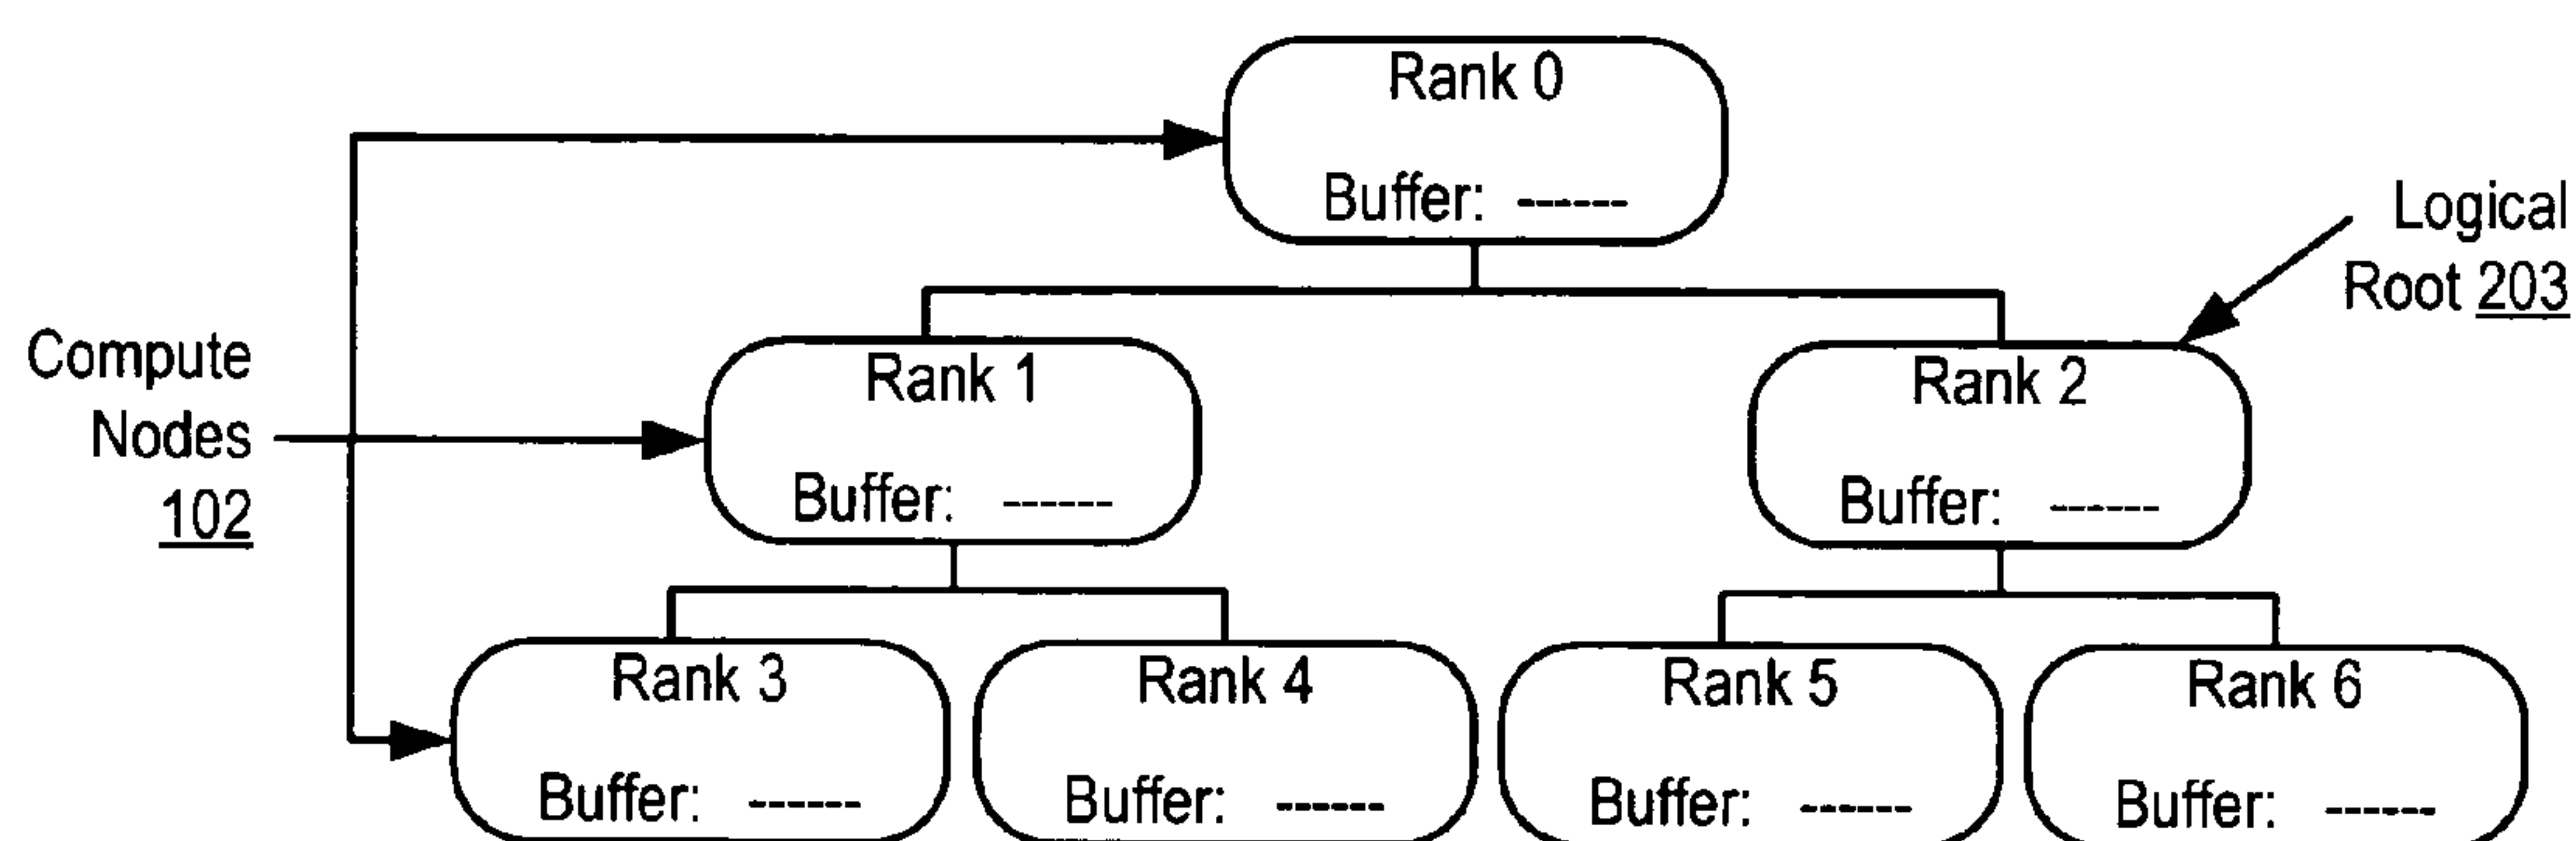 Rank 0
Buffer: ------
Logical
Root 203
Compute
Nodes
102
Rank 1
Buffer: ------
Rank 2
Buffer: ------
Rank 3
Buffer: ------
Rank 4
Buffer: ------
Rank 5
Buffer: ------
Rank 6
Buffer: ------